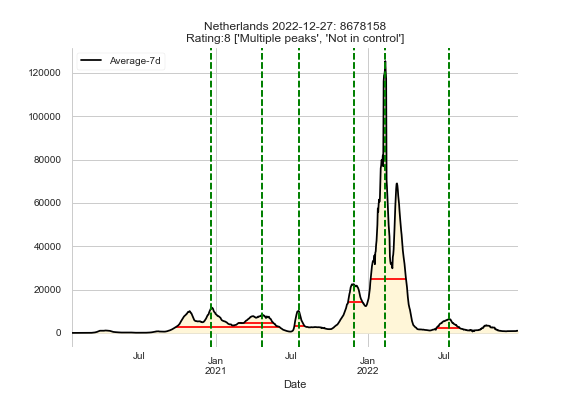 Netherlands 2022-12-27: 8678158
Rating:8 ['Multiple peaks', 'Not in control']
Average-7d
120000
100000
80000
60000
40000
20000
0
Jul
Jan
2021
Jul
Jan
2022
Jul
Date